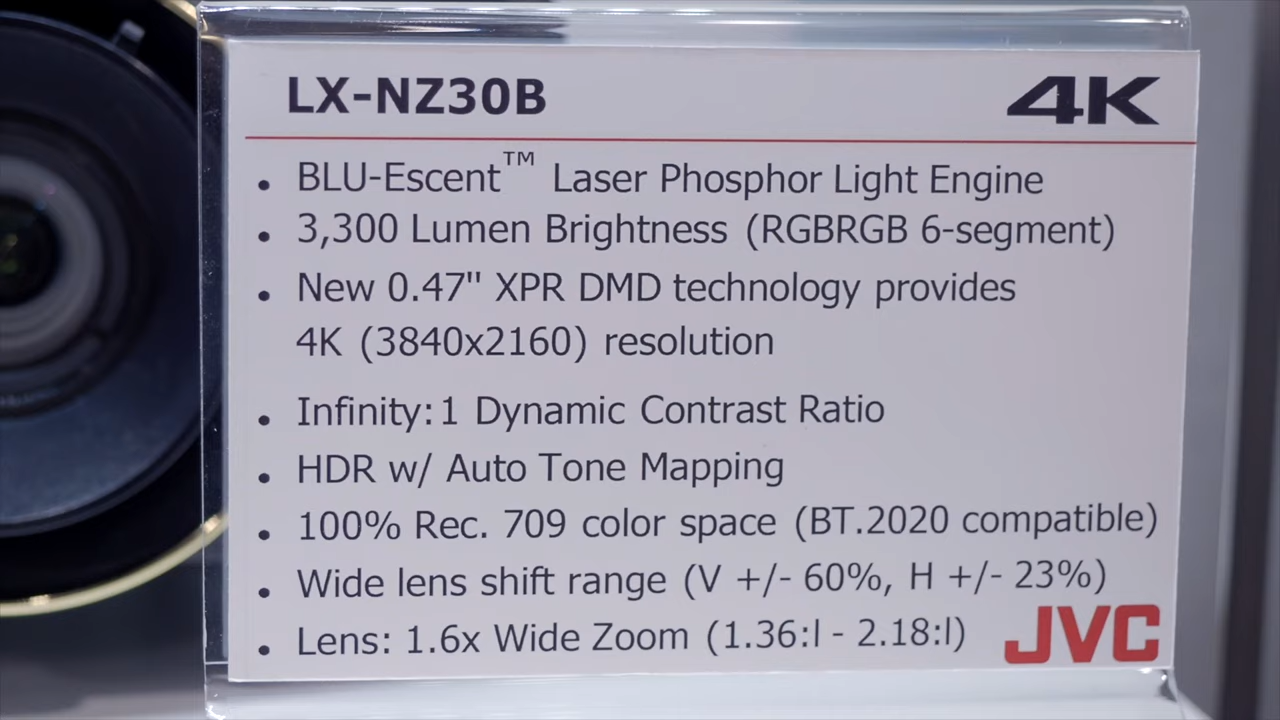 LX-NZ30B
4K
• BLU-Escent™ Laser Phosphor Light Engine
• 3,300 Lumen Brightness (RGBRGB 6-segment)
• New 0.47" XPR DMD technology provides
4K (3840x2160) resolution
• Infinity:1 Dynamic Contrast Ratio
• HDR w/ Auto Tone Mapping
• 100% Rec. 709 color space (BT.2020 compatible)
• Wide lens shift range (V +/- 60%, H +/- 23%)
• Lens: 1.6x Wide Zoom (1.36:l - 2.18:l)
JVC